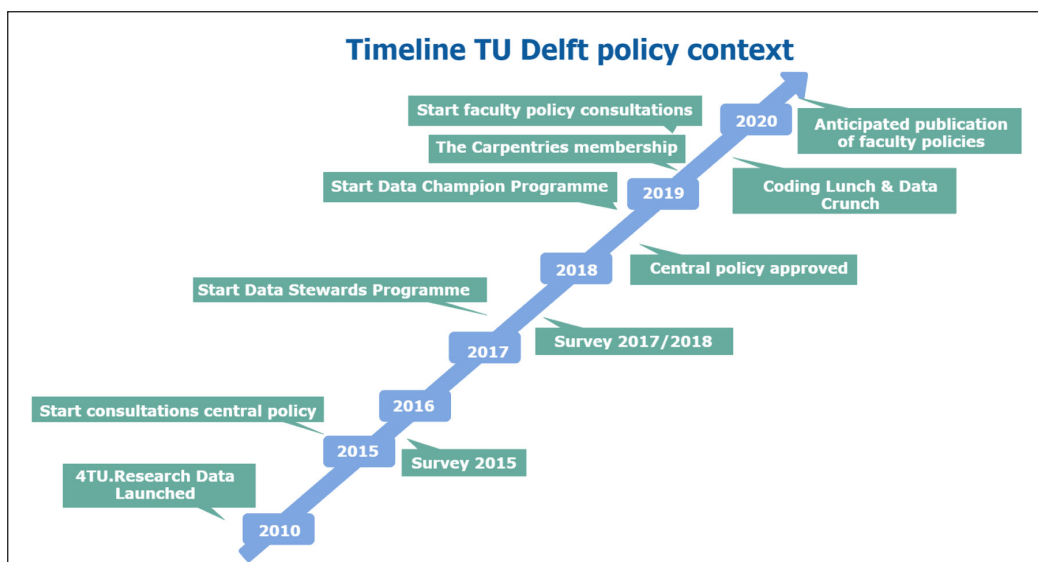 Timeline TU Delft policy context
Start faculty policy consultations
2020
Anticipated publication
of faculty policies
The Carpentries membership
Start Data Champion Programme
2019
Coding Lunch & Data
Crunch
2018
Central policy approved
Start Data Stewards Programme
2017
Survey 2017/2018
2016
Start consultations central policy
2015
Survey 2015
4TU.Research Data
Launched
2010